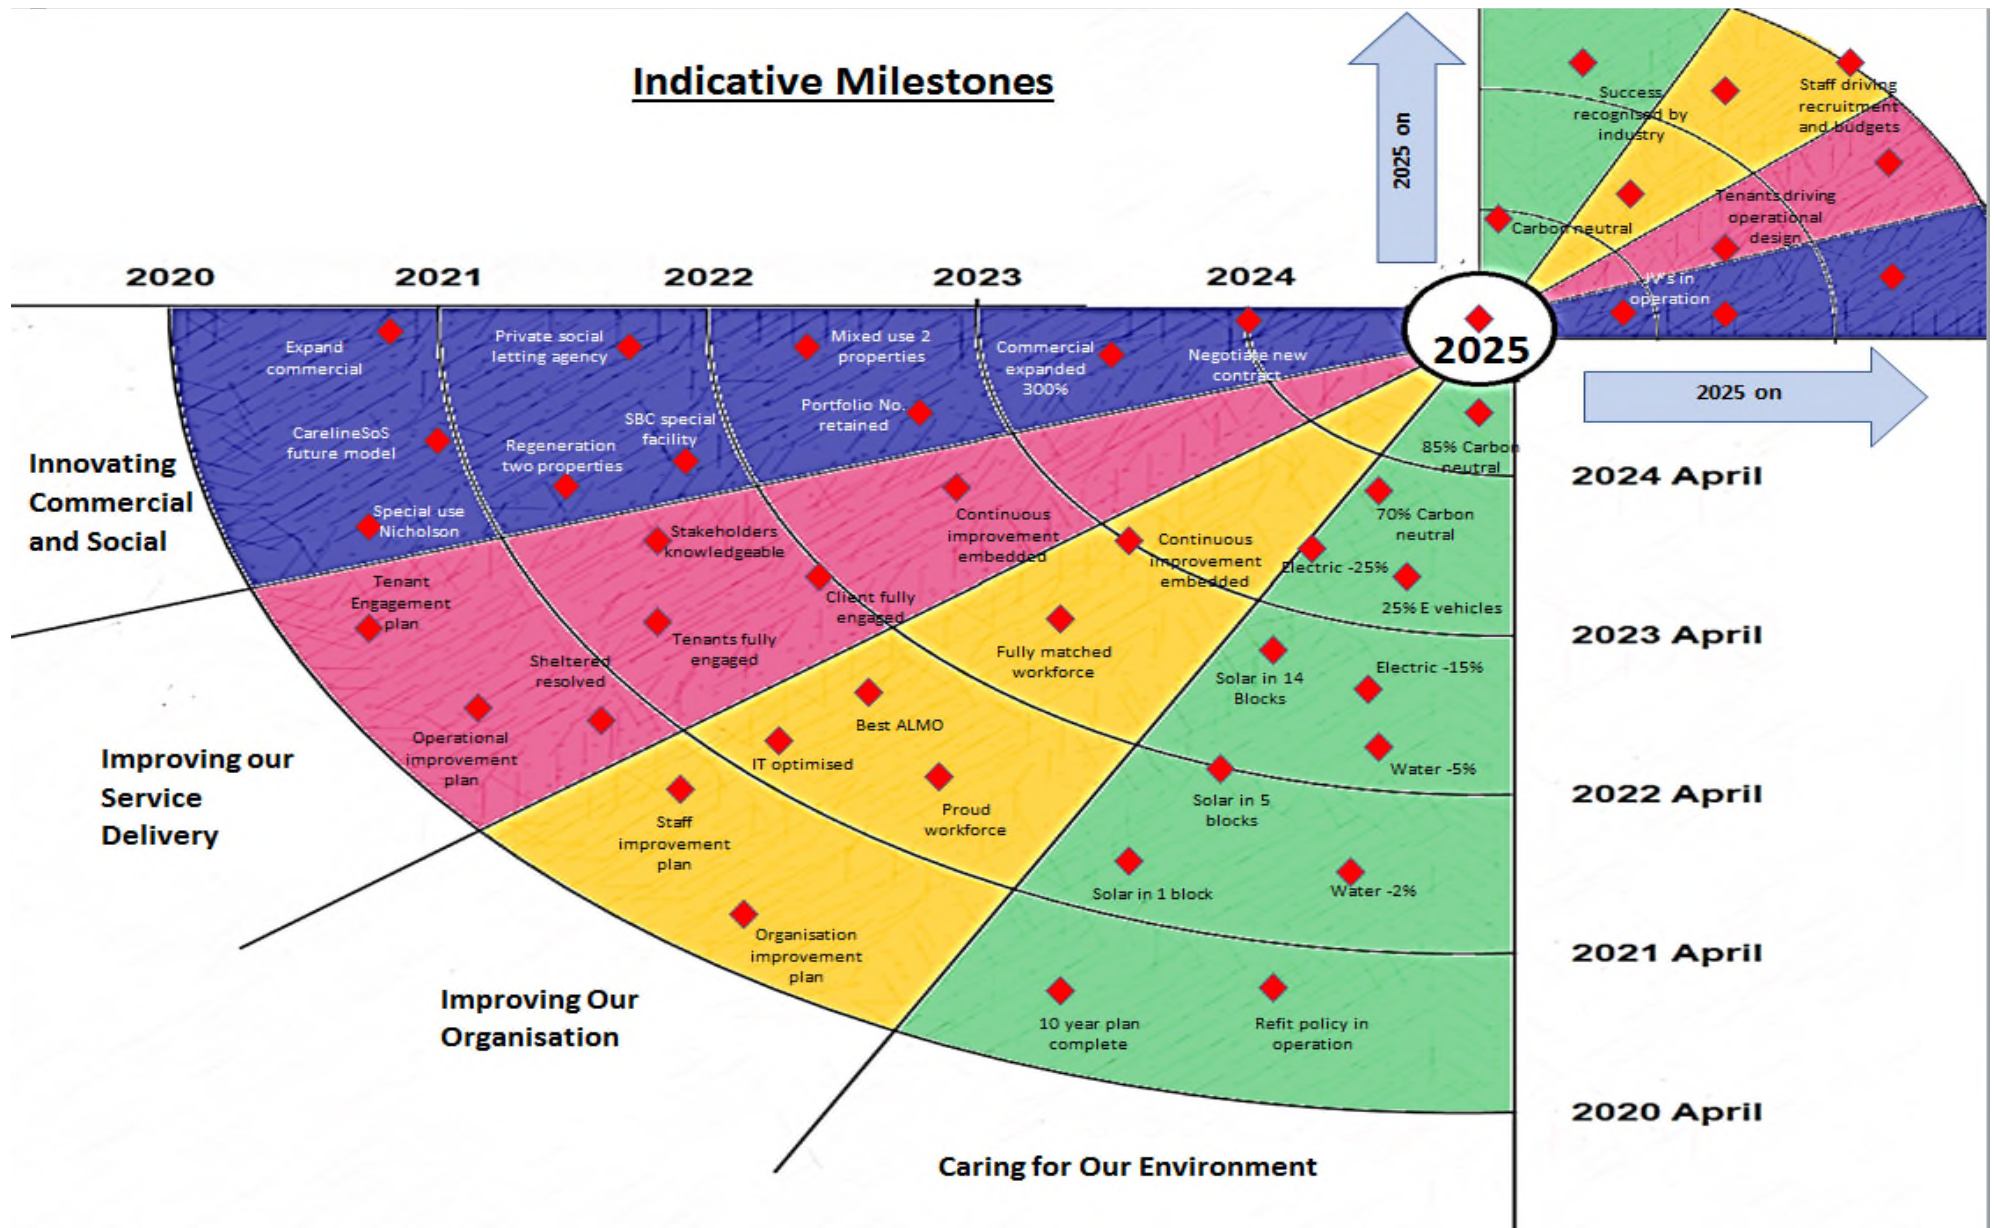 Indicative Milestones
2025 on
Success
recognised by
industry
Staff driving
recruitment
and budgets
Carbon neutral
Tenants driving
operational
design
JV's in
operation
2025
2025 on
2020
2021
2022
2023
2024
Expand
commercial
Private social
letting agency
Mixed use 2
properties
Commercial
expanded
300%
Negotiate new
contract
CarelineSoS
future model
Regeneration
two properties
SBC special
facility
Portfolio No.
retained
Special use
Nicholson
Innovating
Commercial
and Social
Tenant
Engagement
plan
Stakeholders
knowledgeable
Continuous
improvement
embedded
Client fully
engaged
Tenants fully
engaged
Sheltered
resolved
Operational
improvement
plan
Improving our
Service
Delivery
Continuous
improvement
embedded
Fully matched
workforce
Best ALMO
IT optimised
Proud
workforce
Staff
improvement
plan
Organisation
improvement
plan
Improving Our
Organisation
85% Carbon
neutral
70% Carbon
neutral
Electric -25%
25% E vehicles
Solar in 14
Blocks
Electric -15%
Water -5%
Solar in 5
blocks
Solar in 1 block
Water -2%
10 year plan
complete
Refit policy in
operation
Caring for Our Environment
2024 April
2023 April
2022 April
2021 April
2020 April